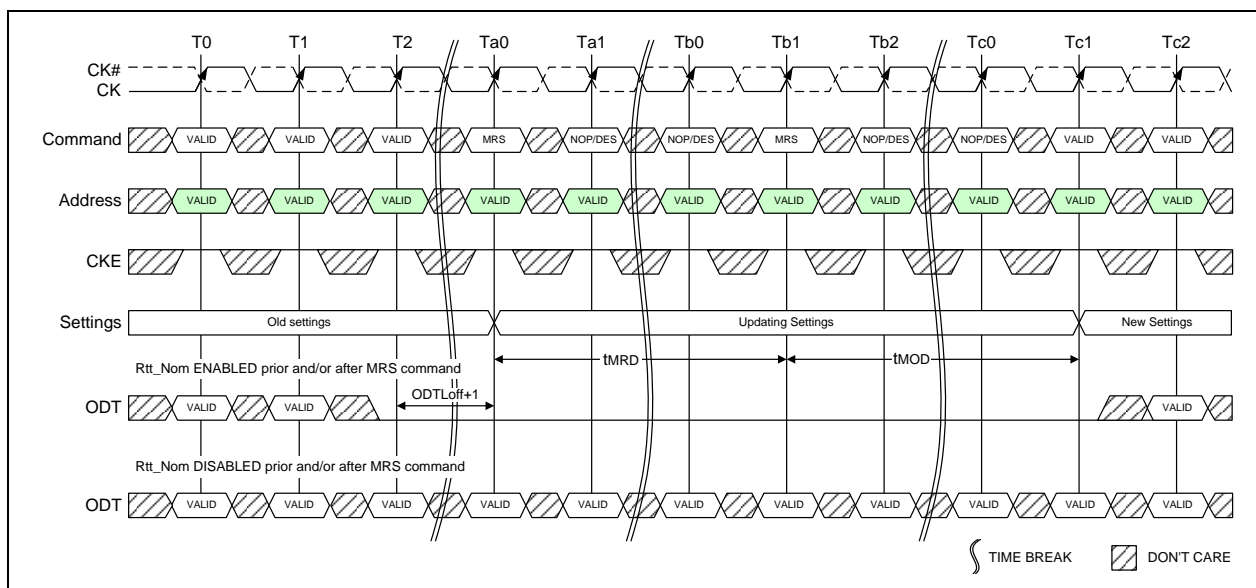 T0 T1 T2 Ta0 Ta1 Tb0 Tb1 Tb2 Tc0 Tc1 Tc2
CK#
CK
Command VALID VALID VALID MRS NOP/DES NOP/DES MRS NOP/DES NOP/DES VALID VALID
Address VALID VALID VALID VALID VALID VALID VALID VALID VALID VALID VALID
CKE
Settings Old settings Updating Settings New Settings
tMRD tMOD
Rtt_Nom ENABLED prior and/or after MRS command
ODTLoff+1
ODT VALID VALID VALID
Rtt_Nom DISABLED prior and/or after MRS command
ODT VALID VALID VALID VALID VALID VALID VALID VALID VALID VALID VALID
TIME BREAK DON'T CARE